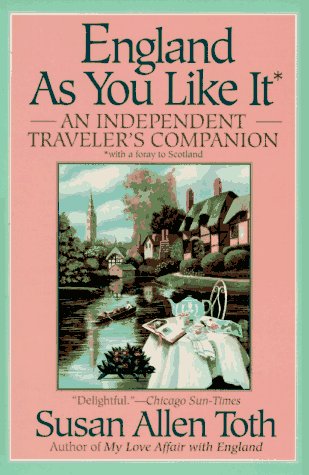 England
As You Like It*
AN INDEPENDENT
TRAVELER'S COMPANION
*with a foray to Scotland
"Delightful."—Chicago Sun-Times
Susan Allen Toth
Author of My Love Affair with England